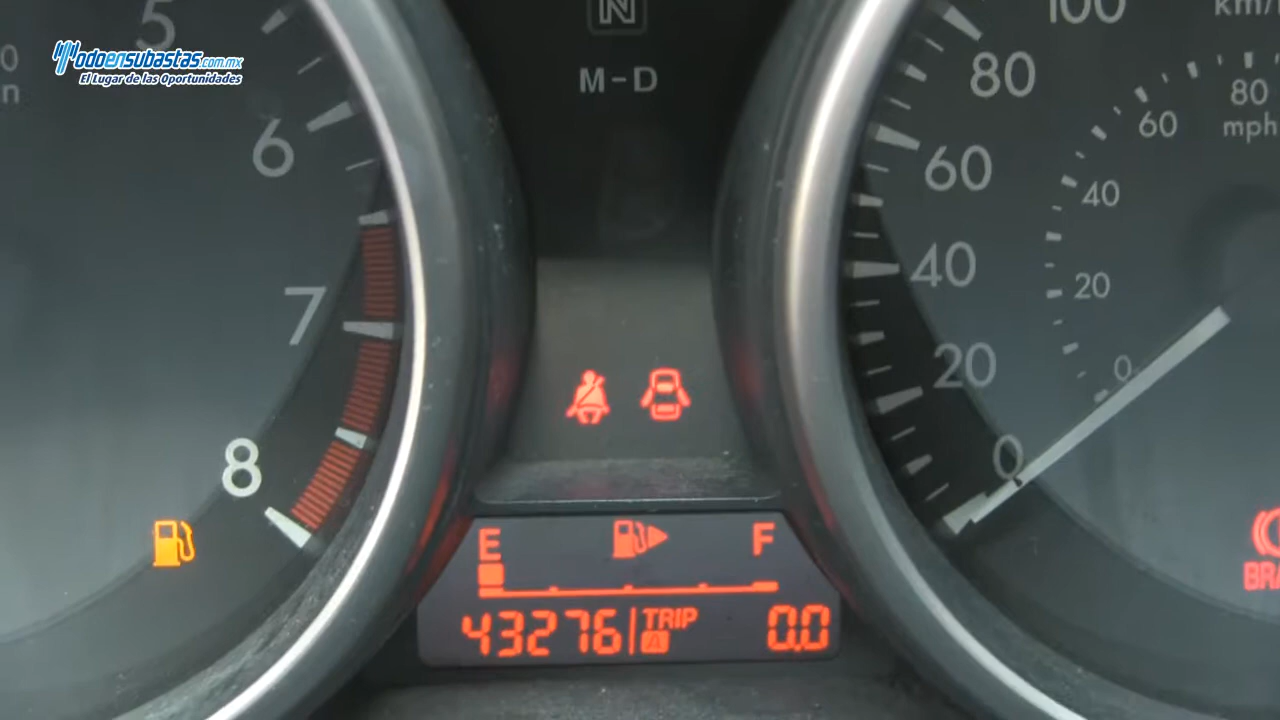 Todoensubastas.com.mx
El Lugar de las Oportunidades
N
M-D
5
6
7
8
100
km/
80
60
40
20
0
80
mph
60
40
20
0
E
F
43276
TRIP
A
0.0